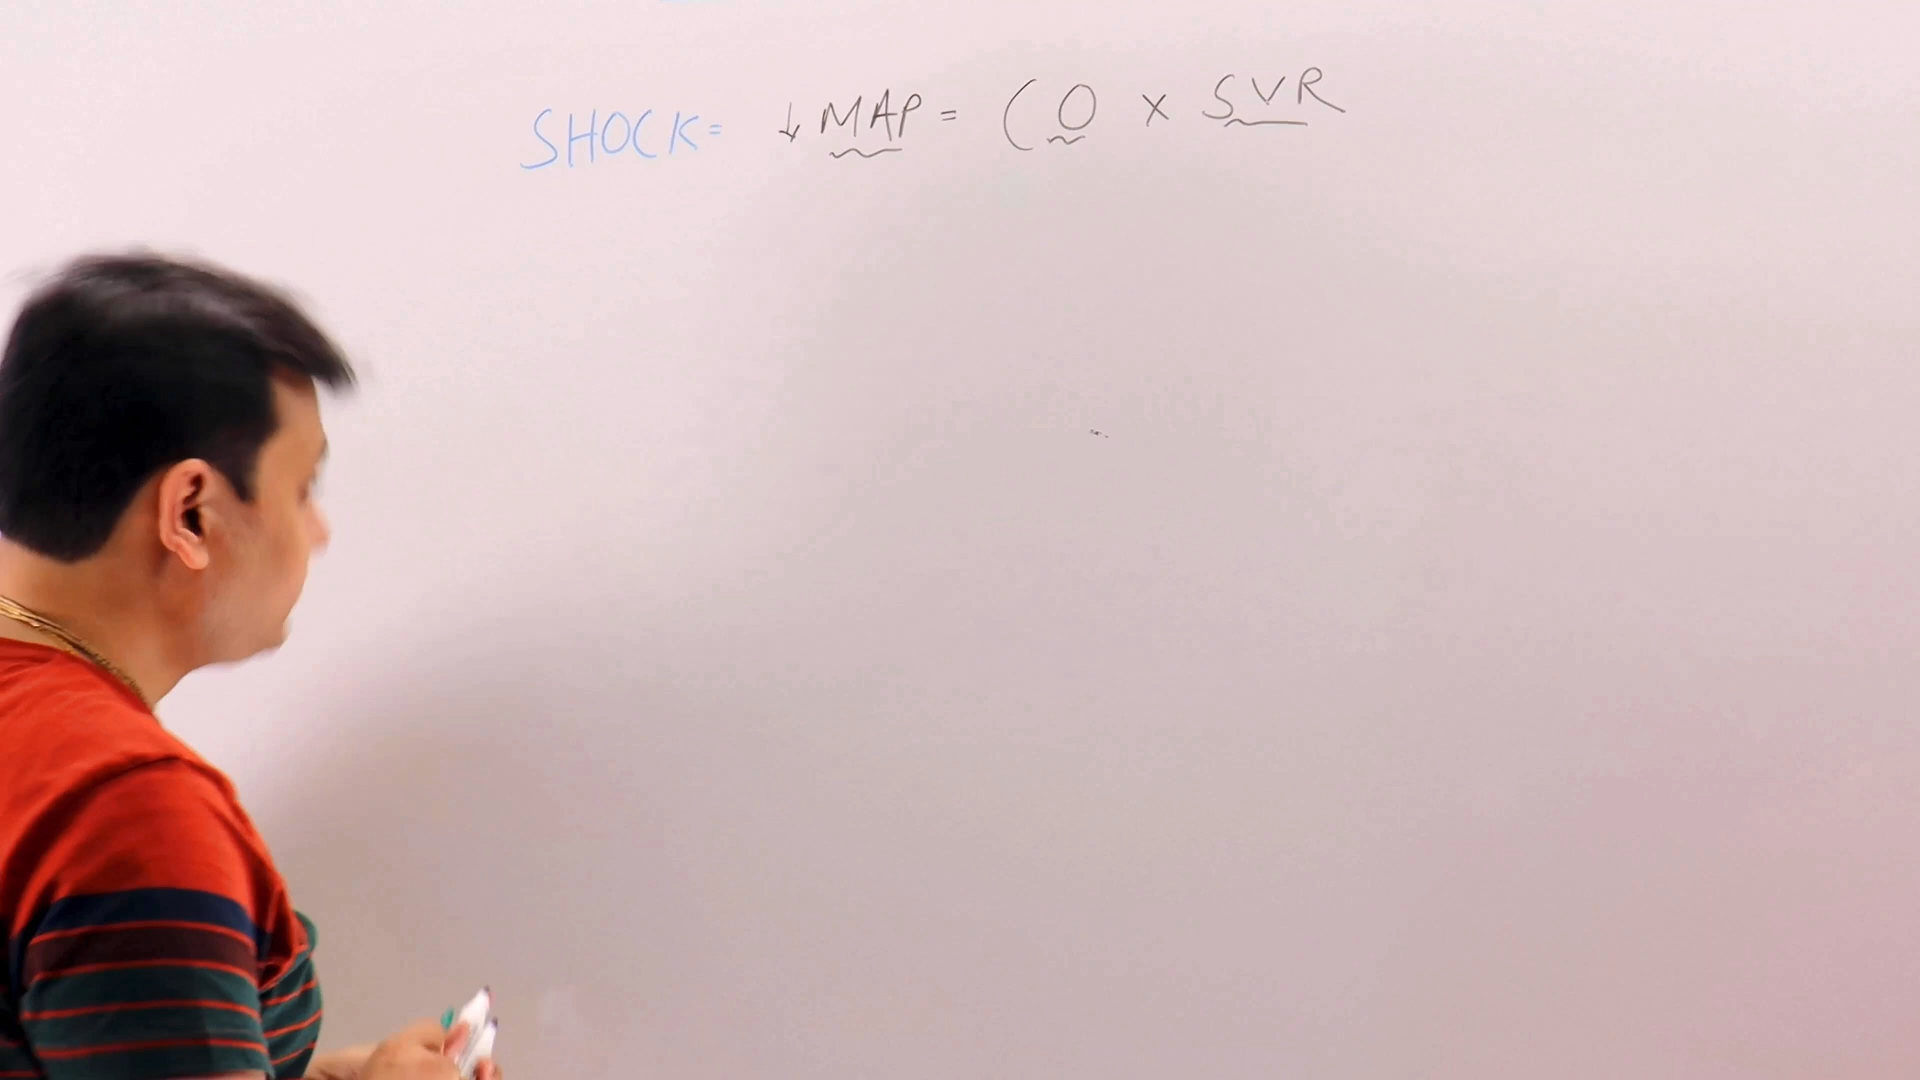 SHOCK= ↓ MAP = CO x SVR